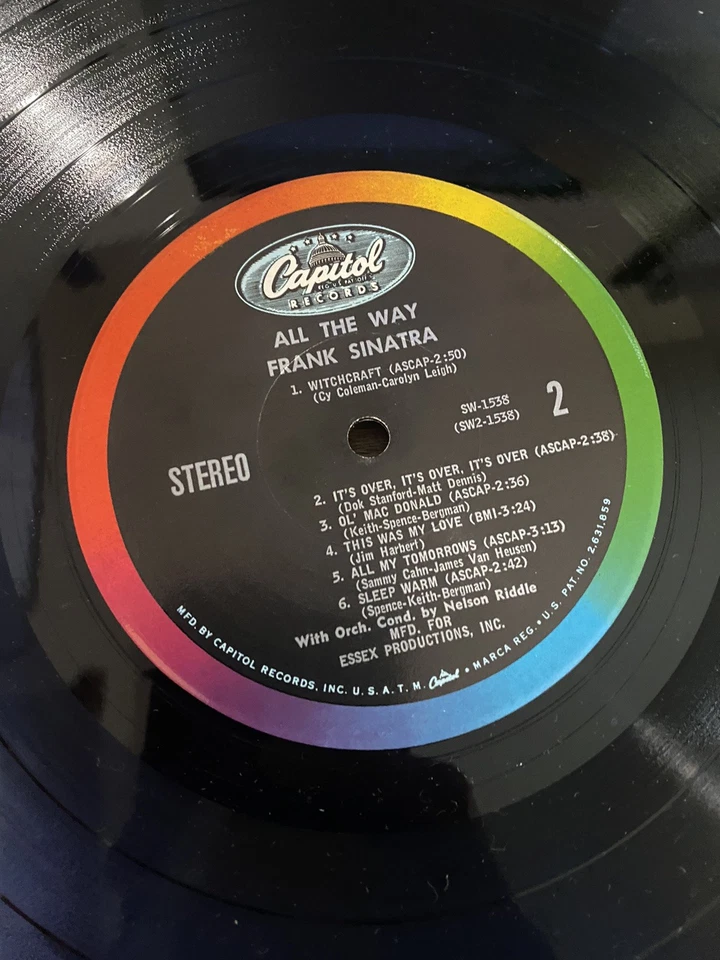 Capitol
REG. U.S. PAT. OFF.
RECORDS
ALL THE WAY
FRANK SINATRA
1. WITCHCRAFT (ASCAP-2:50)
(Cy Coleman-Carolyn Leigh)
SW-1538
(SW2-1538)
2
STEREO
2. IT'S OVER, IT'S OVER, IT'S OVER (ASCAP-2:38)
(Dok Stanford-Matt Dennis)
3. OL' MAC DONALD (ASCAP-2:36)
(Keith-Spence-Bergman)
4. THIS WAS MY LOVE (BMI-3:24)
(Jim Harbert)
5. ALL MY TOMORROWS (ASCAP-3:13)
(Sammy Cahn-James Van Heusen)
6. SLEEP WARM (ASCAP-2:42)
(Spence-Keith-Bergman)
With Orch. Cond. by Nelson Riddle
MFD. FOR
ESSEX PRODUCTIONS, INC.
MFD. BY CAPITOL RECORDS, INC. U.S.A. T.M. Capitol • MARCA REG. • U.S. PAT. NO. 2,631,859